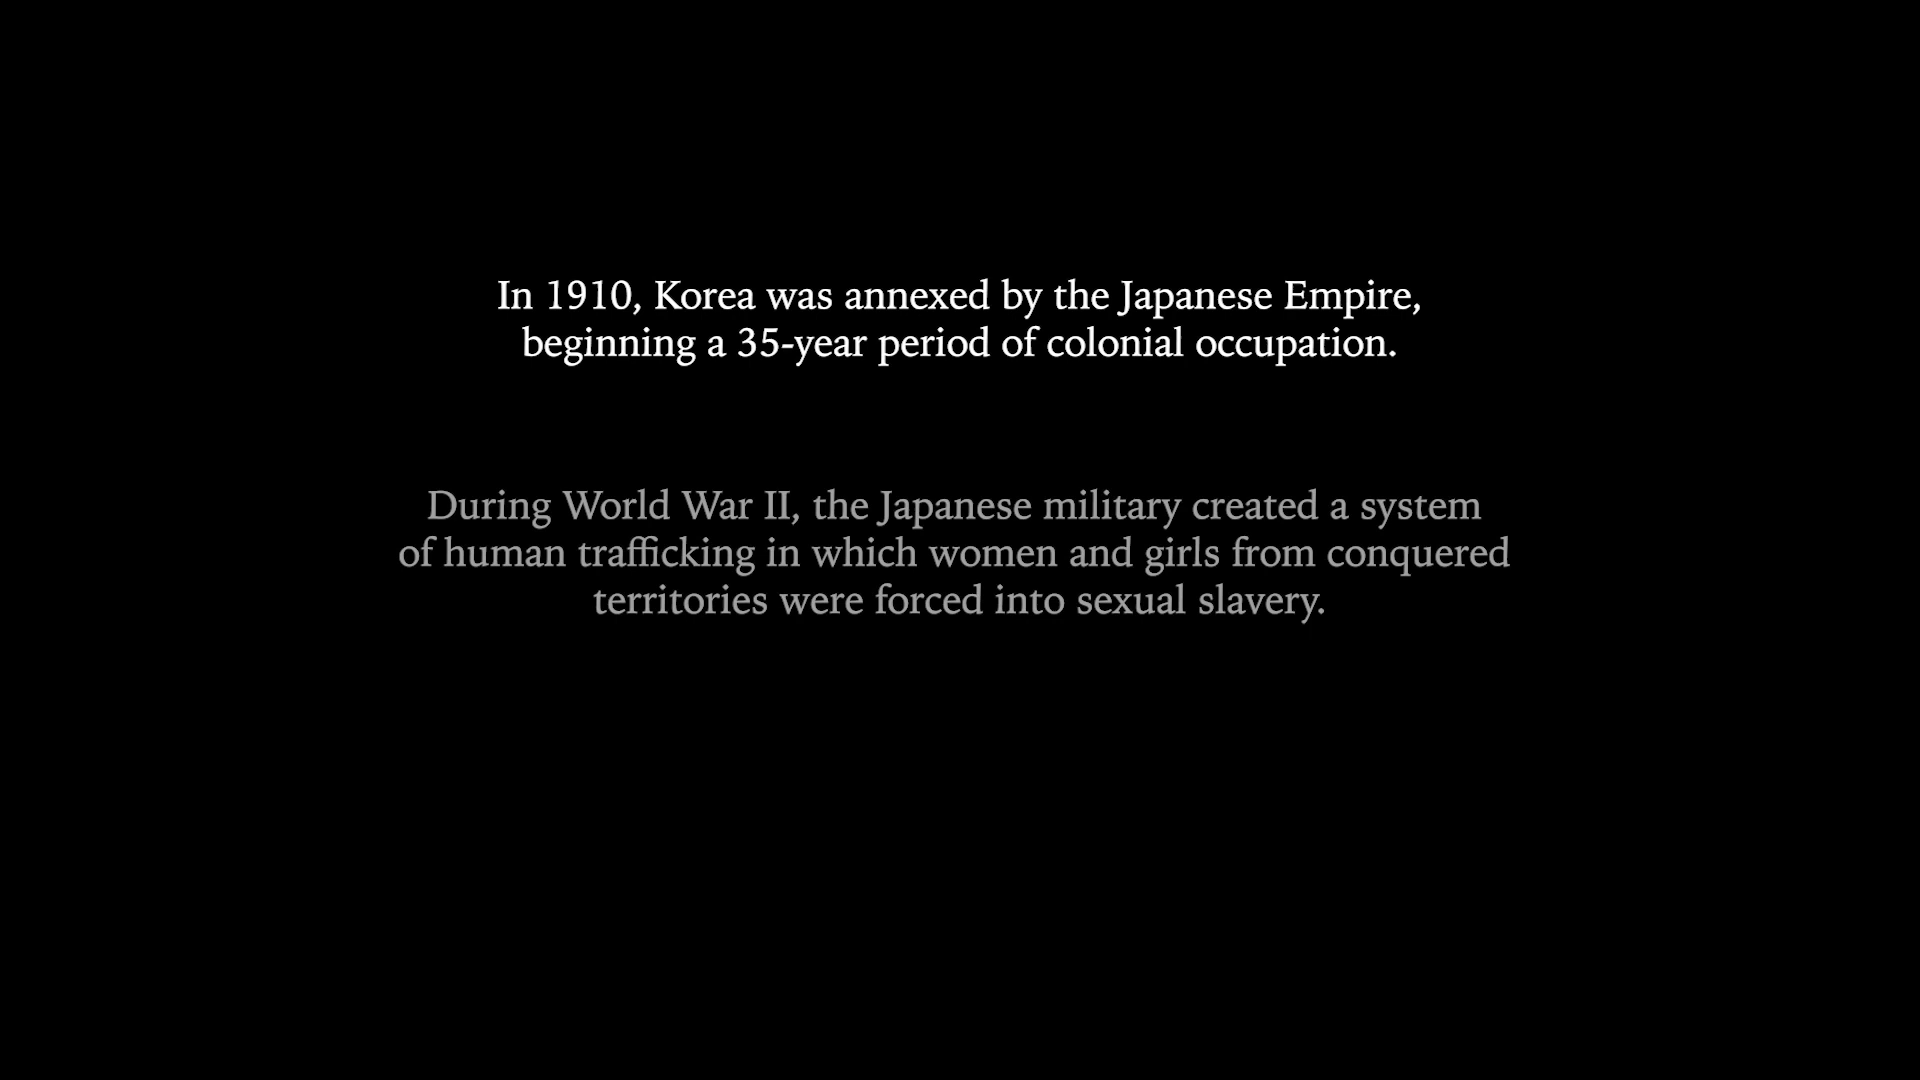 In 1910, Korea was annexed by the Japanese Empire,
beginning a 35-year period of colonial occupation.
During World War II, the Japanese military created a system
of human trafficking in which women and girls from conquered
territories were forced into sexual slavery.